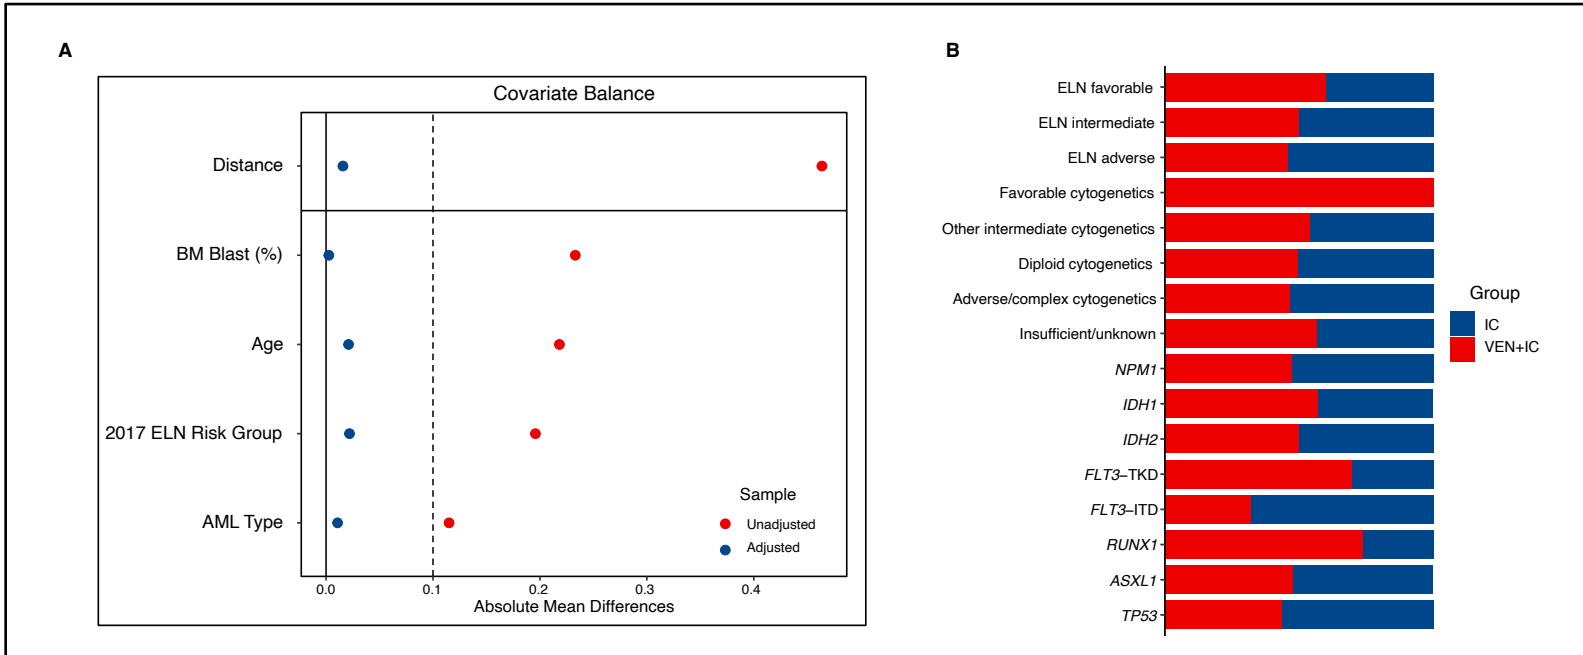 A
Covariate Balance
Distance
BM Blast (%)
Age
2017 ELN Risk Group
AML Type
Sample
Unadjusted
Adjusted
0.0 0.1 0.2 0.3 0.4
Absolute Mean Differences
B
ELN favorable
ELN intermediate
ELN adverse
Favorable cytogenetics
Other intermediate cytogenetics
Diploid cytogenetics
Adverse/complex cytogenetics
Insufficient/unknown
NPM1
IDH1
IDH2
FLT3–TKD
FLT3–ITD
RUNX1
ASXL1
TP53
Group
IC
VEN+IC